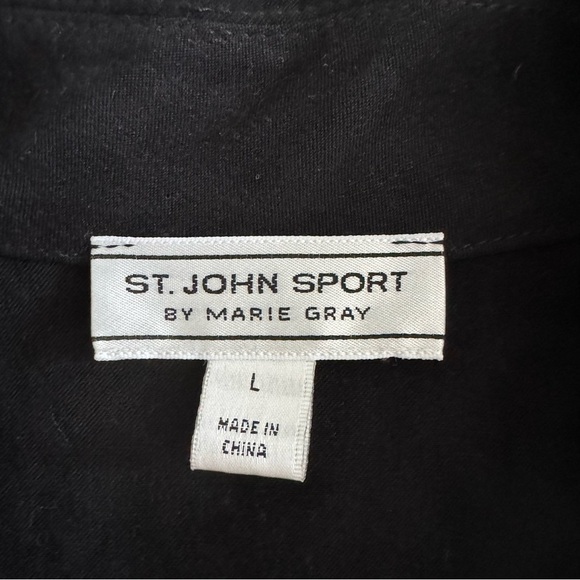 ST. JOHN SPORT
BY MARIE GRAY
L
MADE IN
CHINA